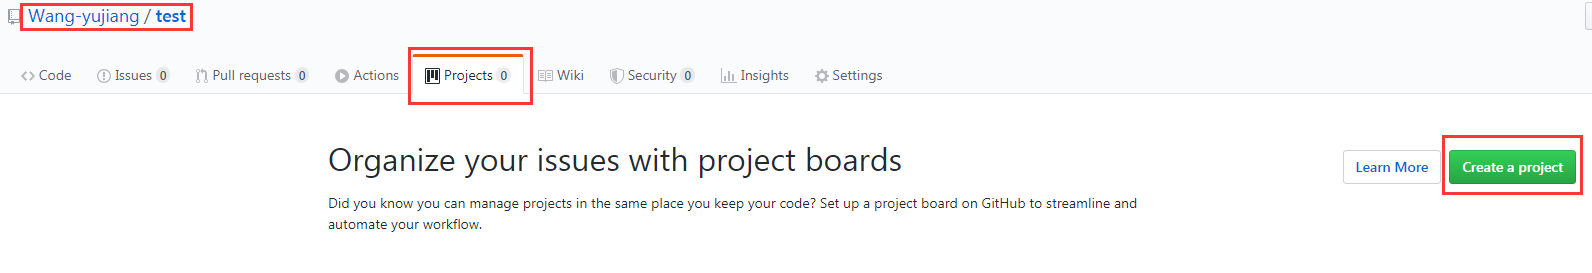 Wang-yujiang / test
Code Issues 0 Pull requests 0 Actions Projects 0 Wiki Security 0 Insights Settings
Organize your issues with project boards
Learn More Create a project
Did you know you can manage projects in the same place you keep your code? Set up a project board on GitHub to streamline and
automate your workflow.